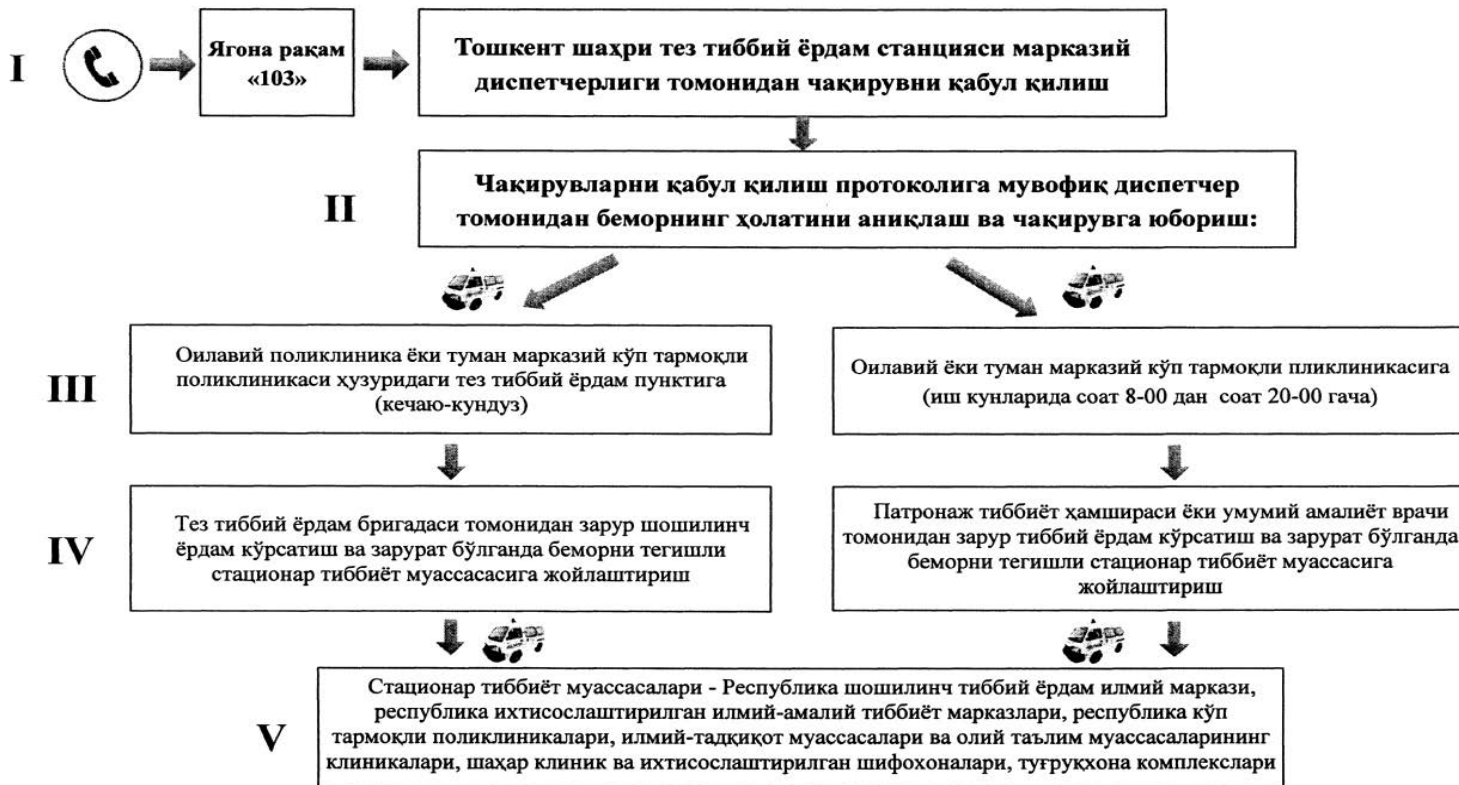 I
Ягона рақам
«103»
Тошкент шаҳри тез тиббий ёрдам станцияси марказий
диспетчерлиги томонидан чақирувни қабул қилиш
II
Чақирувларни қабул қилиш протоколига мувофиқ диспетчер
томонидан беморнинг ҳолатини аниқлаш ва чақирувга юбориш:
III
Оилавий поликлиника ёки туман марказий кўп тармоқли
поликлиникаси ҳузуридаги тез тиббий ёрдам пунктига
(кечаю-кундуз)
Оилавий ёки туман марказий кўп тармоқли пликлиникасига
(иш кунларида соат 8-00 дан соат 20-00 гача)
IV
Тез тиббий ёрдам бригадаси томонидан зарур шошилинч
ёрдам кўрсатиш ва зарурат бўлганда беморни тегишли
стационар тиббиёт муассасасига жойлаштириш
Патронаж тиббиёт ҳамшираси ёки умумий амалиёт врачи
томонидан зарур тиббий ёрдам кўрсатиш ва зарурат бўлганда
беморни тегишли стационар тиббиёт муассасига
жойлаштириш
V
Стационар тиббиёт муассасалари - Республика шошилинч тиббий ёрдам илмий маркази,
республика ихтисослаштирилган илмий-амалий тиббиёт марказлари, республика кўп
тармоқли поликлиникалари, илмий-тадқиқот муассасалари ва олий таълим муассасаларининг
клиникалари, шаҳар клиник ва ихтисослаштирилган шифохоналари, туғруқхона комплекслари